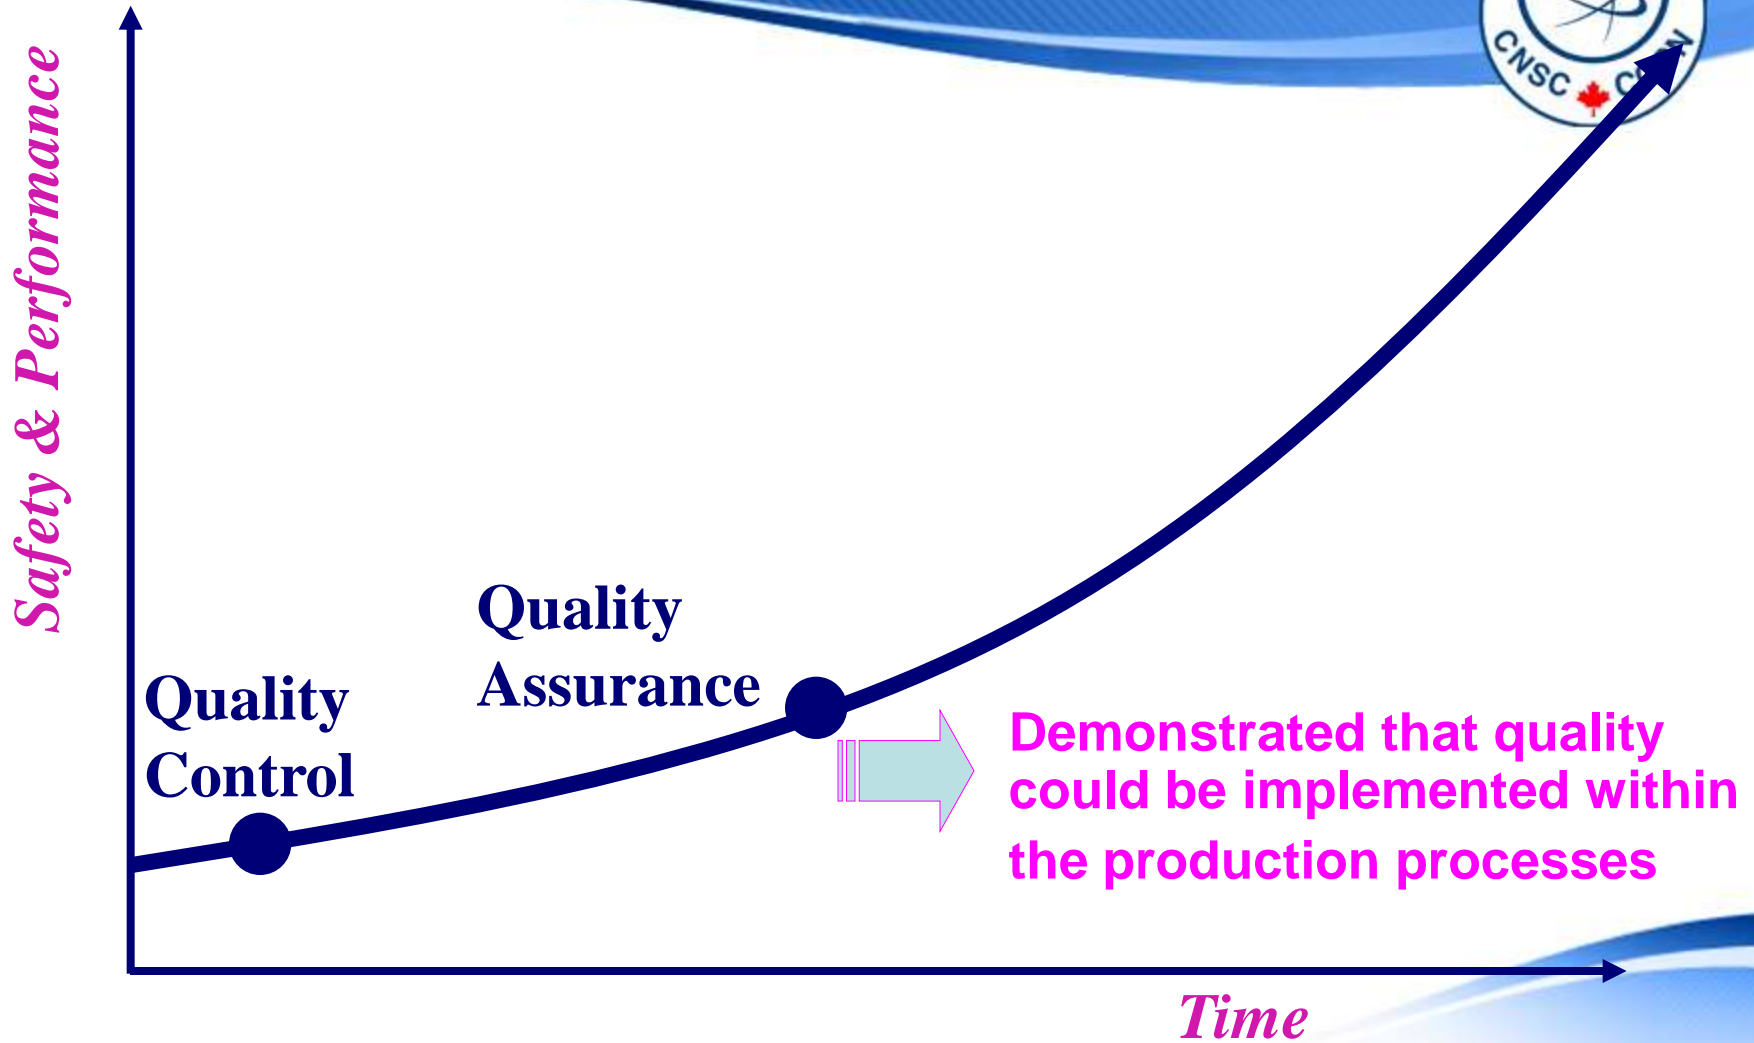 CNSC
Safety & Performance
Quality
Assurance
Quality
Control
Demonstrated that quality
could be implemented within
the production processes
Time